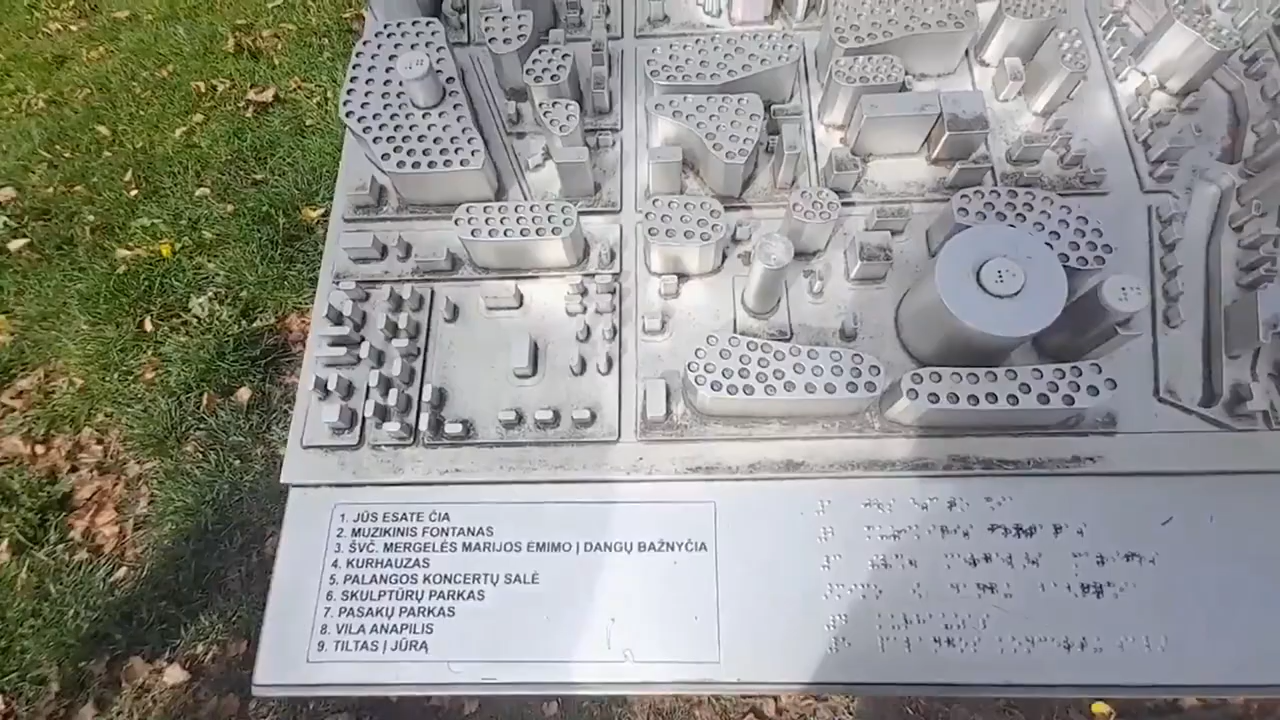 1. JŪS ESATE ČIA
2. MUZIKINIS FONTANAS
3. ŠVČ. MERGELĖS MARIJOS ĖMIMO Į DANGŲ BAŽNYČIA
4. KURHAUZAS
5. PALANGOS KONCERTŲ SALĖ
6. SKULPTŪRŲ PARKAS
7. PASAKŲ PARKAS
8. VILA ANAPILIS
9. TILTAS Į JŪRĄ